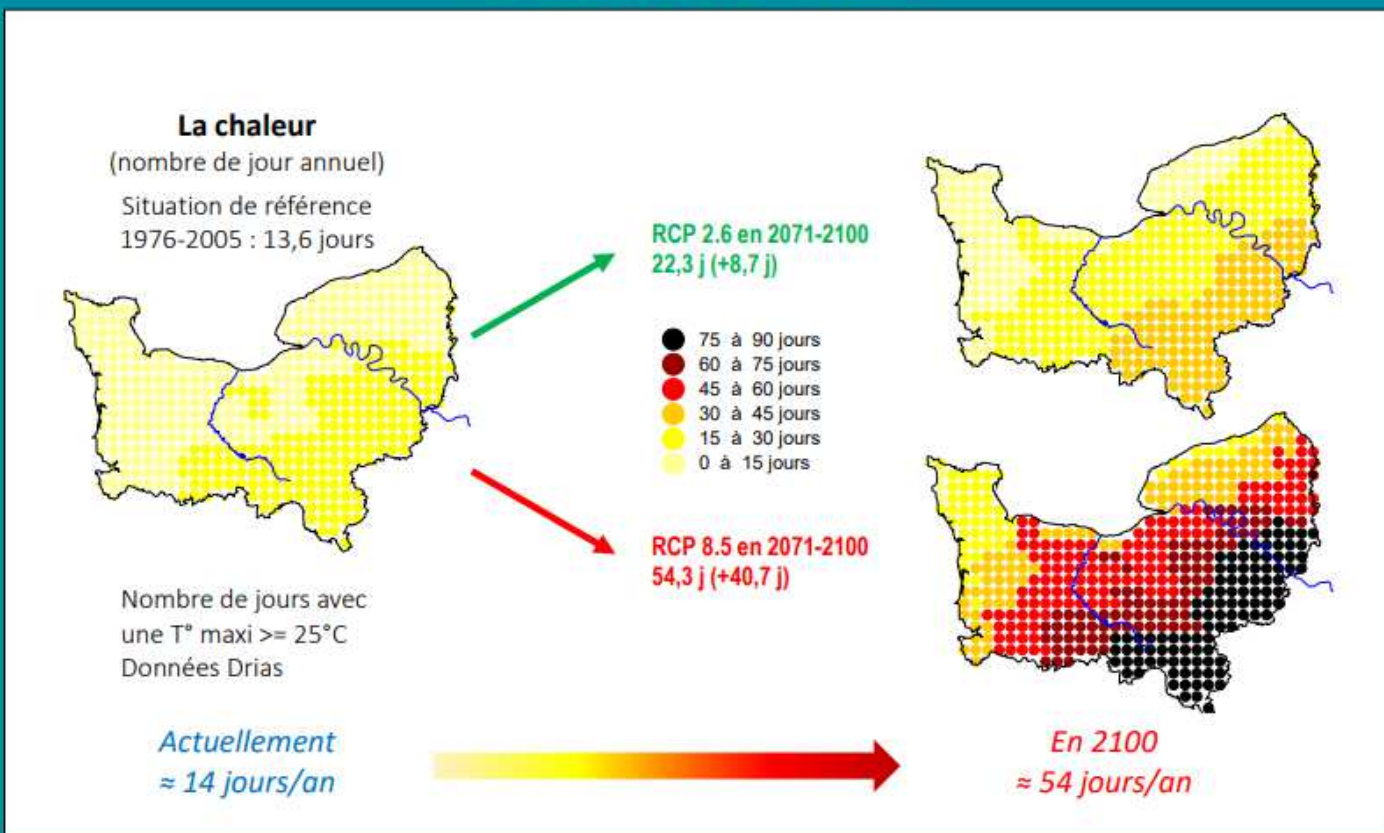 La chaleur
(nombre de jour annuel)
Situation de référence
1976-2005 : 13,6 jours
RCP 2.6 en 2071-2100
22,3 j (+8,7 j)
75 à 90 jours
60 à 75 jours
45 à 60 jours
30 à 45 jours
15 à 30 jours
0 à 15 jours
RCP 8.5 en 2071-2100
54,3 j (+40,7 j)
Nombre de jours avec
une T° maxi >= 25°C
Données Drias
Actuellement
≈ 14 jours/an
En 2100
≈ 54 jours/an